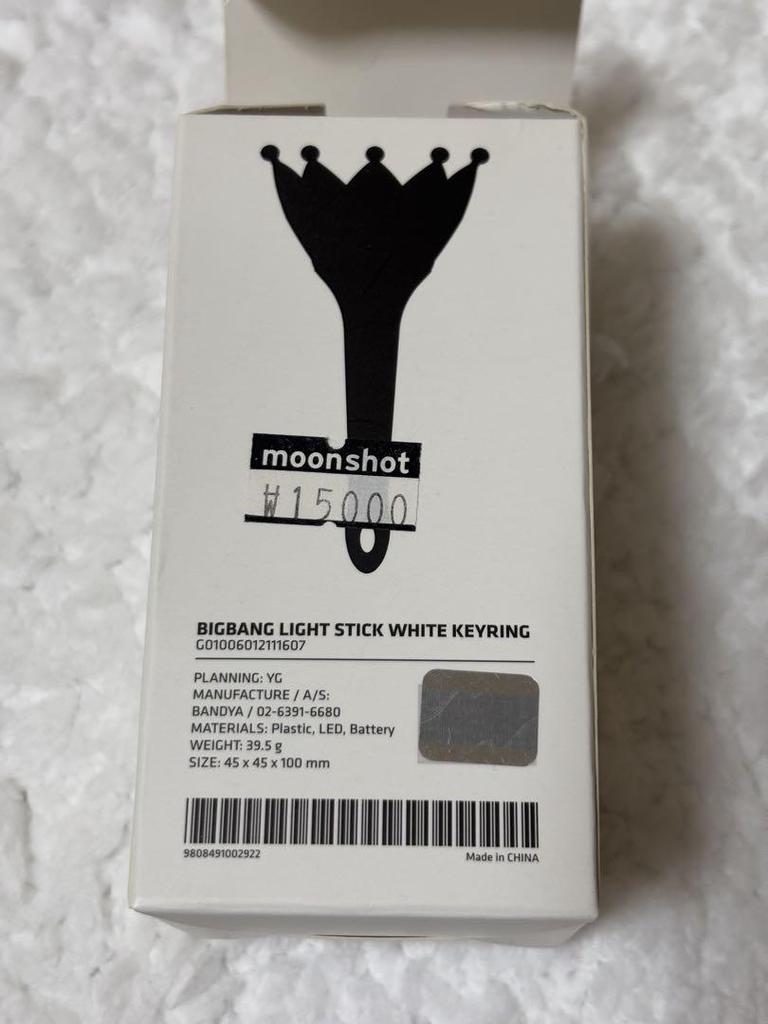 moonshot
₩15000
BIGBANG LIGHT STICK WHITE KEYRING
G01006012111607
PLANNING: YG
MANUFACTURE / A/S:
BANDYA / 02-6391-6680
MATERIALS: Plastic, LED, Battery
WEIGHT: 39.5 g
SIZE: 45 x 45 x 100 mm
9808491002922
Made in CHINA